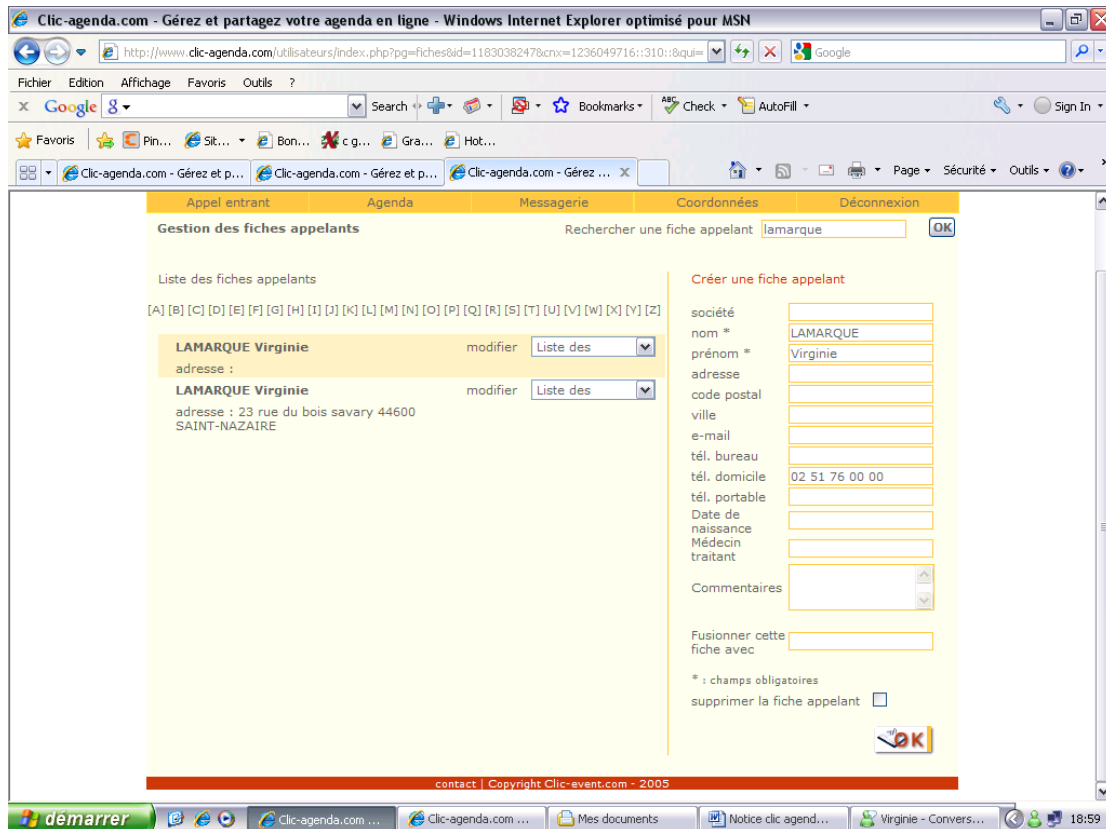 Clic-agenda.com - Gérez et partagez votre agenda en ligne - Windows Internet Explorer optimisé pour MSN
http://www.clic-agenda.com/utilisateurs/index.php?pg=fiches&id=1183038247&cnx=1236049716::310::&qui=
Google
Fichier Edition Affichage Favoris Outils ?
x Google Search Bookmarks ABC Check AutoFill Sign In
Favoris Pin... Sit... Bon... c g... Gra... Hot...
Clic-agenda.com - Gérez et p... Clic-agenda.com - Gérez et p... Clic-agenda.com - Gérez ... X Page Sécurité Outils
Appel entrant Agenda Messagerie Coordonnées Déconnexion
Gestion des fiches appelants Rechercher une fiche appelant lamarque OK
Liste des fiches appelants
[A] [B] [C] [D] [E] [F] [G] [H] [I] [J] [K] [L] [M] [N] [O] [P] [Q] [R] [S] [T] [U] [V] [W] [X] [Y] [Z]
LAMARQUE Virginie modifier Liste des
adresse :
LAMARQUE Virginie modifier Liste des
adresse : 23 rue du bois savary 44600
SAINT-NAZAIRE
Créer une fiche appelant
société
nom * LAMARQUE
prénom * Virginie
adresse
code postal
ville
e-mail
tél. bureau
tél. domicile 02 51 76 00 00
tél. portable
Date de
naissance
Médecin
traitant
Commentaires
Fusionner cette
fiche avec
* : champs obligatoires
supprimer la fiche appelant
OK
contact | Copyright Clic-event.com - 2005
démarrer Clic-agenda.com ... Clic-agenda.com ... Mes documents Notice clic agend... Virginie - Convers... 18:59